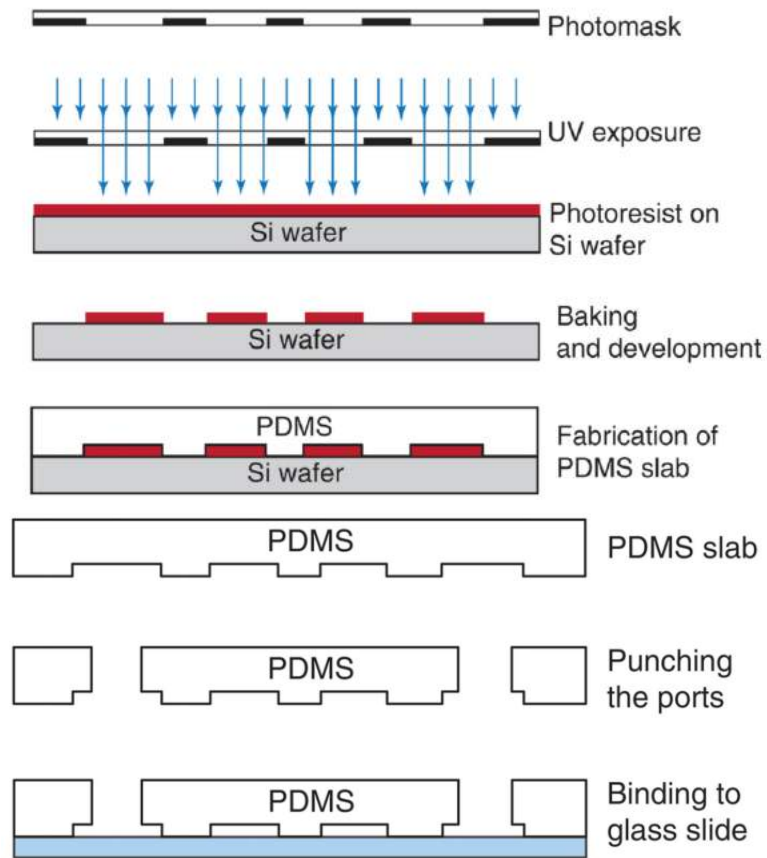 Photomask
UV exposure
Photoresist on
Si wafer
Si wafer
Baking
and development
Si wafer
PDMS
Si wafer
Fabrication of
PDMS slab
PDMS
PDMS slab
PDMS
Punching
the ports
PDMS
Binding to
glass slide